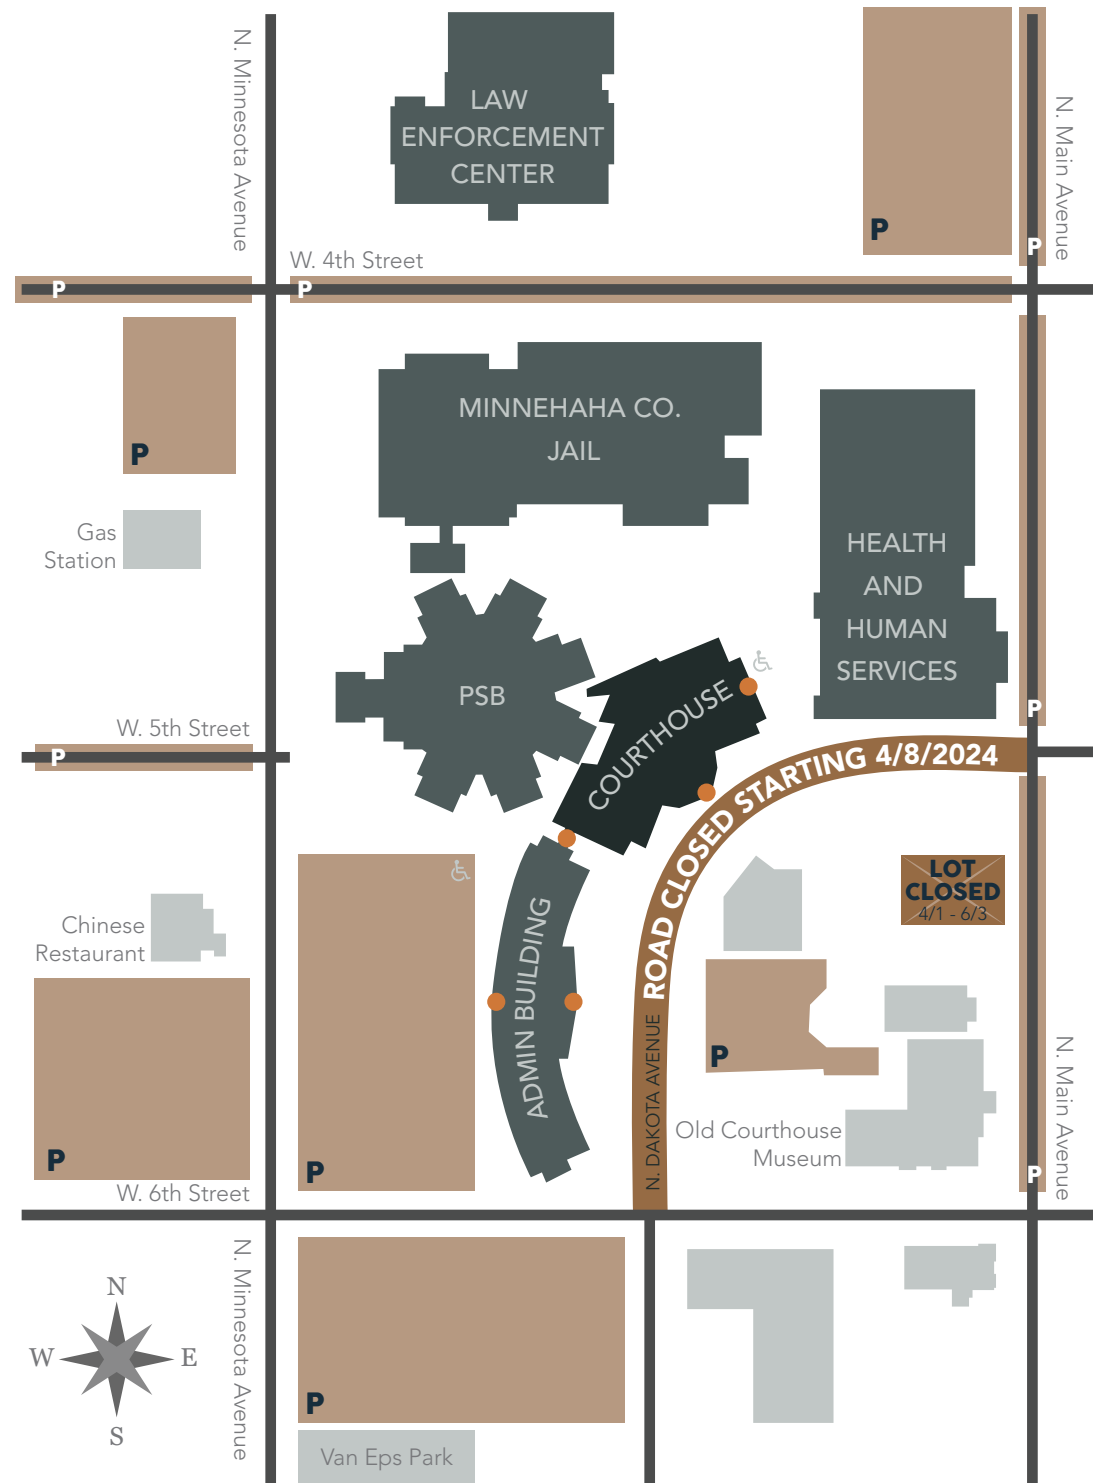 N. Minnesota Avenue
LAW
ENFORCEMENT
CENTER
P
N. Main Avenue
P
W. 4th Street
P
P
P
MINNEHAHA CO.
JAIL
Gas
Station
HEALTH
AND
HUMAN
SERVICES
PSB
COURTHOUSE
P
W. 5th Street
P
ROAD CLOSED STARTING 4/8/2024
LOT
CLOSED
4/1 - 6/3
Chinese
Restaurant
ADMIN BUILDING
N. DAKOTA AVENUE
P
Old Courthouse
Museum
N. Main Avenue
P
P
P
W. 6th Street
N. Minnesota Avenue
N
W
E
S
P
Van Eps Park